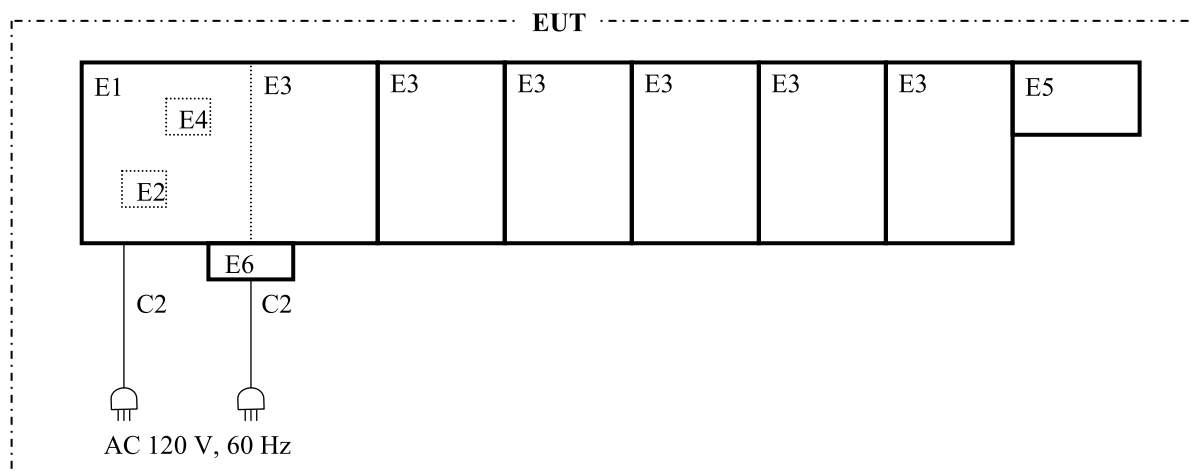 EUT
E1 E3 E3 E3 E3 E3 E3 E5
E4
E2
E6
C2 C2
AC 120 V, 60 Hz